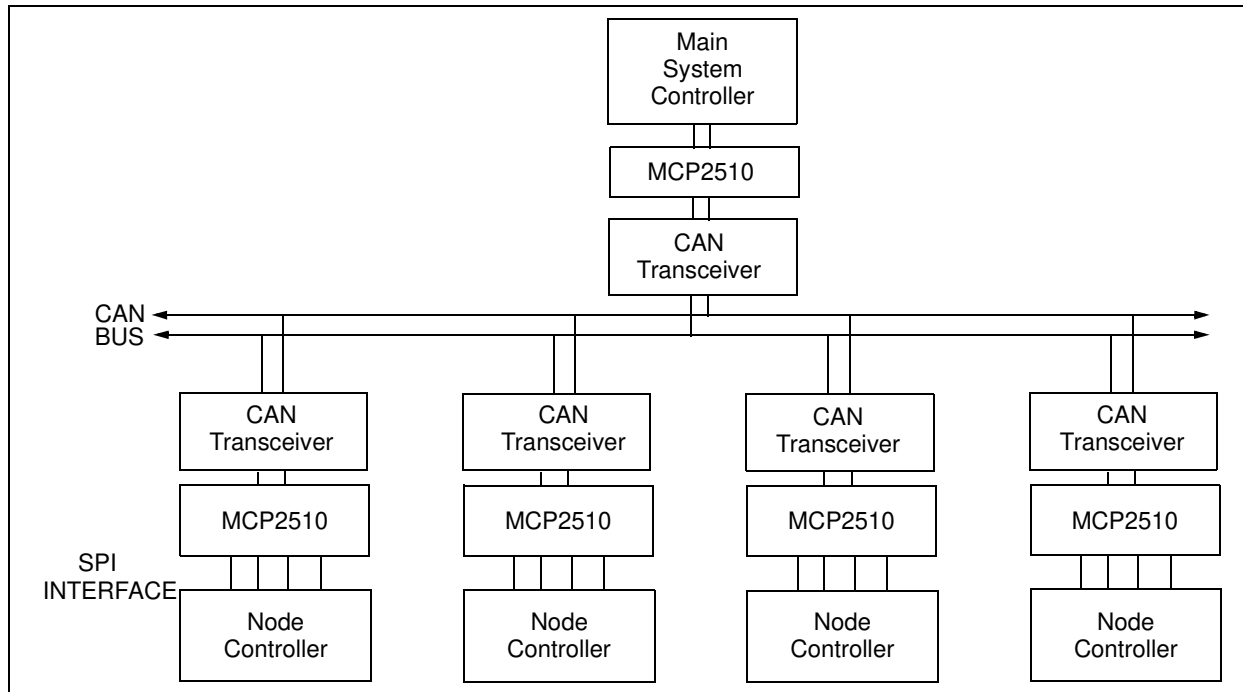 Main
System
Controller
MCP2510
CAN
Transceiver
CAN
BUS
CAN
Transceiver
CAN
Transceiver
CAN
Transceiver
CAN
Transceiver
MCP2510
MCP2510
MCP2510
MCP2510
SPI
INTERFACE
Node
Controller
Node
Controller
Node
Controller
Node
Controller